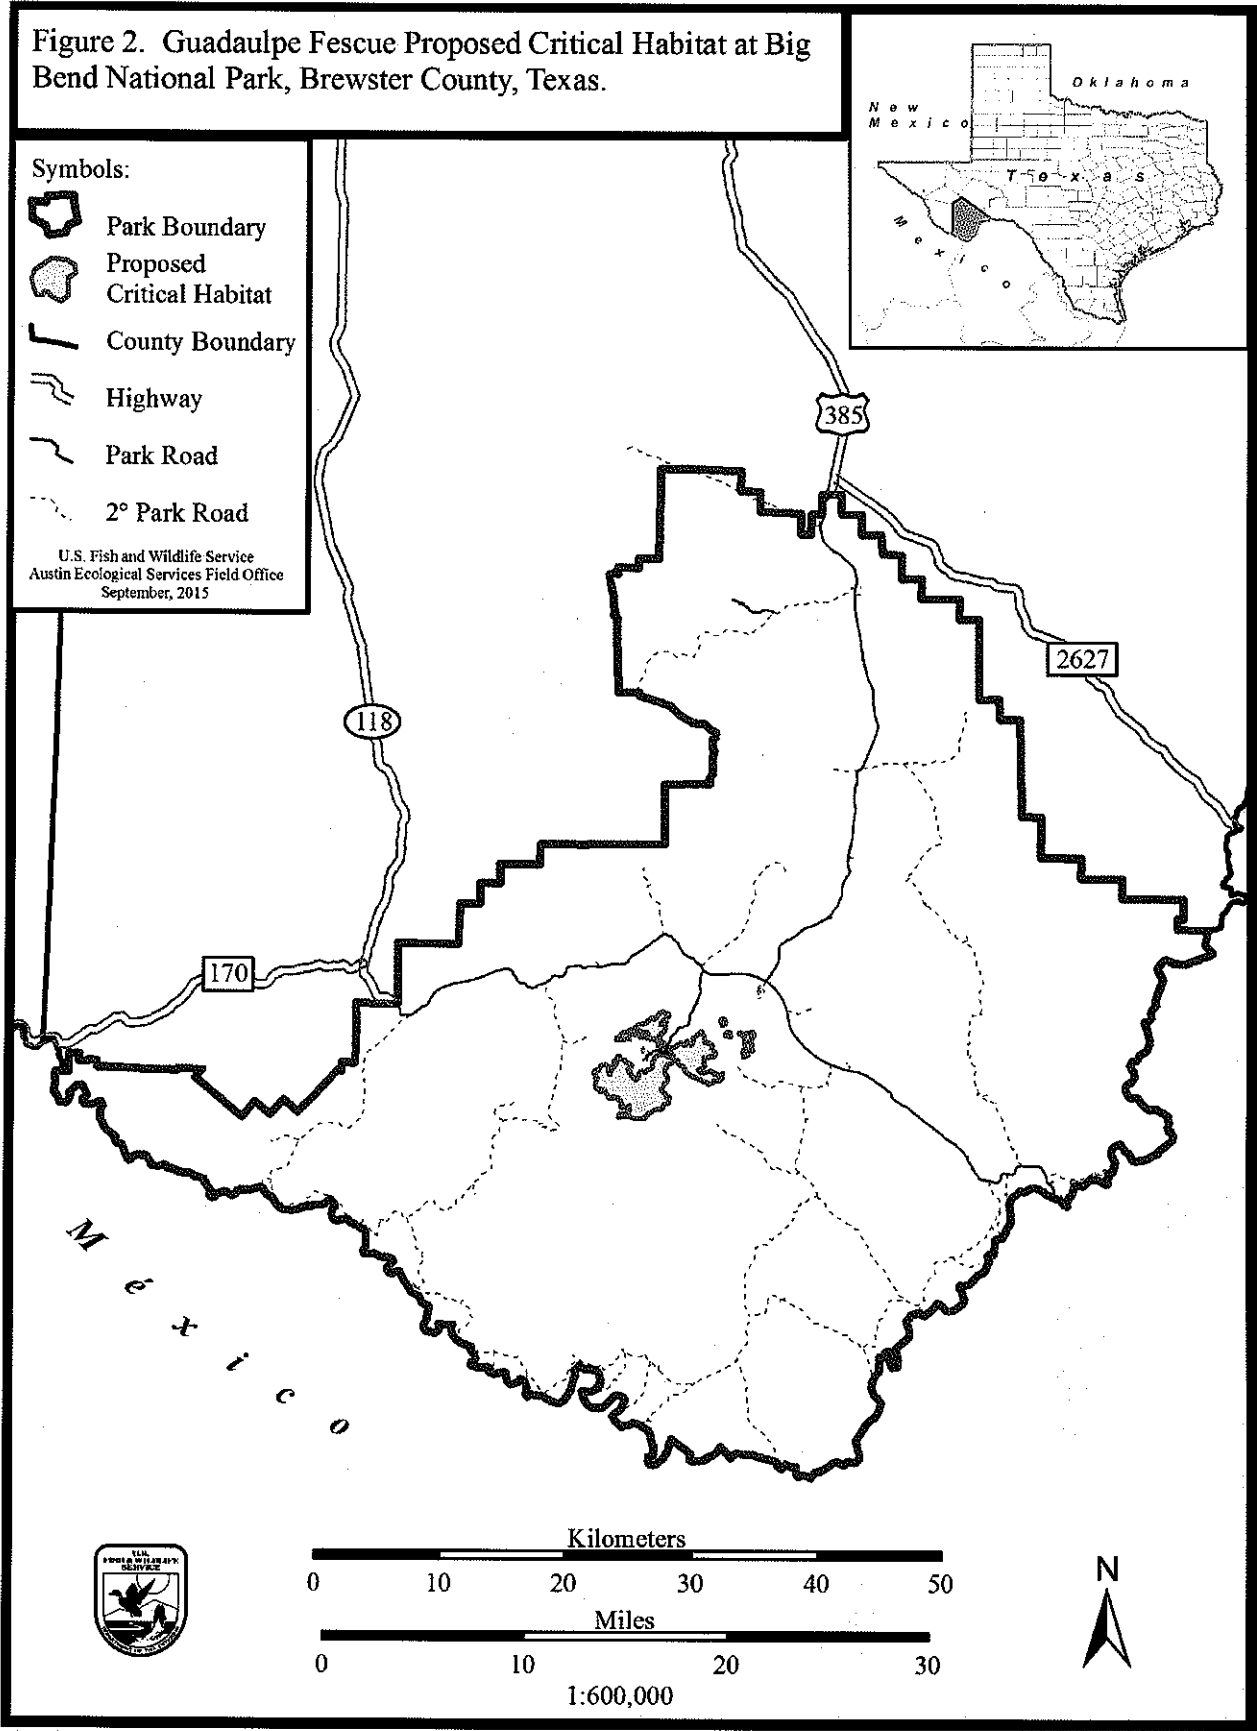 Figure 2. Guadaulpe Fescue Proposed Critical Habitat at Big
Bend National Park, Brewster County, Texas.
Oklahoma
New
Mexico
Texas
Mexico
Symbols:
Park Boundary
Proposed
Critical Habitat
County Boundary
Highway
Park Road
2° Park Road
U.S. Fish and Wildlife Service
Austin Ecological Services Field Office
September, 2015
385
2627
118
170
México
Kilometers
0 10 20 30 40 50
Miles
0 10 20 30
1:600,000
N
U.S.
FISH & WILDLIFE
SERVICE